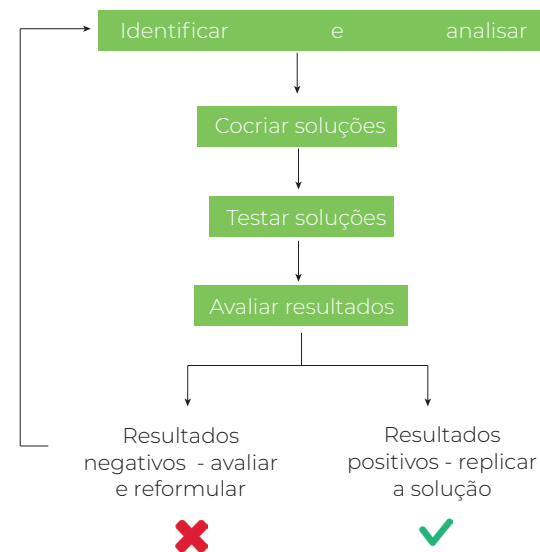 Identificar e analisar
Cocriar soluções
Testar soluções
Avaliar resultados
Resultados
negativos - avaliar
e reformular
Resultados
positivos - replicar
a solução